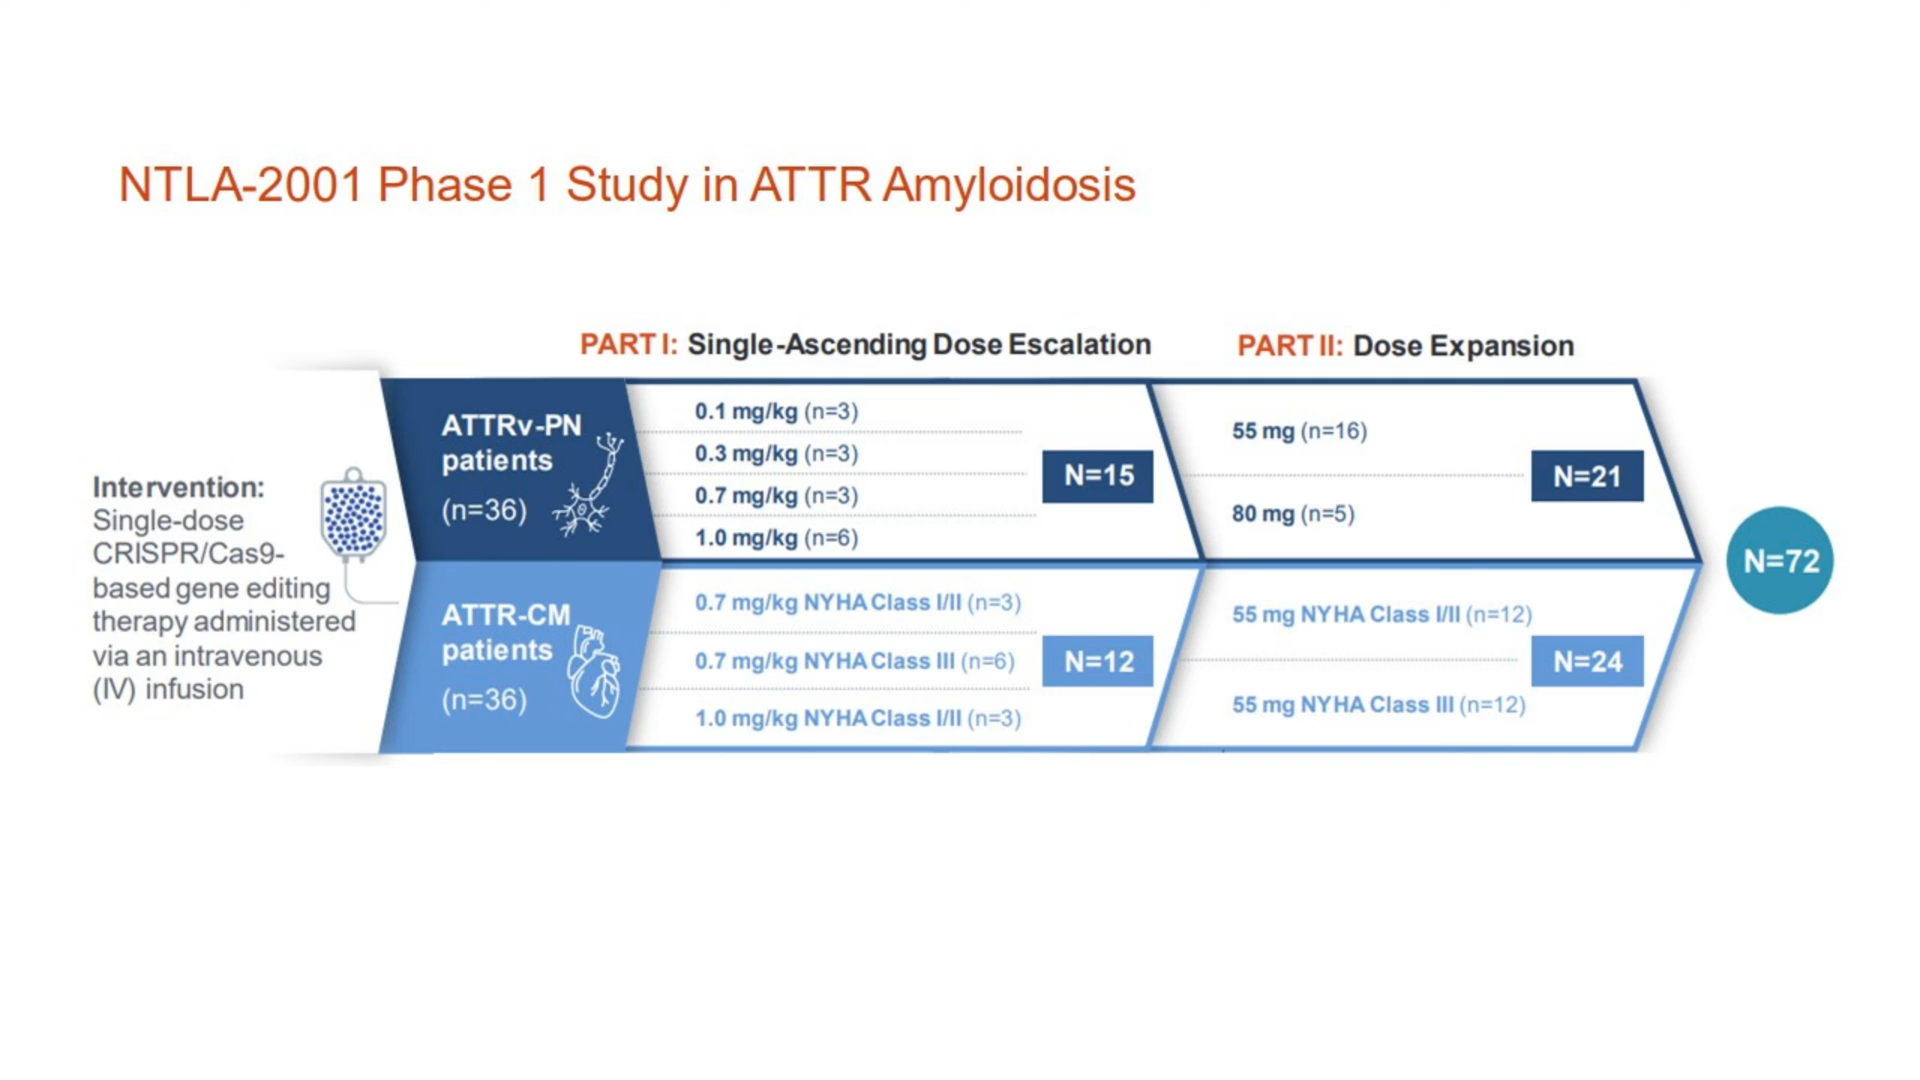 NTLA-2001 Phase 1 Study in ATTR Amyloidosis
PART I: Single-Ascending Dose Escalation
PART II: Dose Expansion
Intervention:
Single-dose
CRISPR/Cas9-
based gene editing
therapy administered
via an intravenous
(IV) infusion
ATTRv-PN
patients
(n=36)
0.1 mg/kg (n=3)
0.3 mg/kg (n=3)
0.7 mg/kg (n=3)
1.0 mg/kg (n=6)
N=15
55 mg (n=16)
80 mg (n=5)
N=21
ATTR-CM
patients
(n=36)
0.7 mg/kg NYHA Class I/II (n=3)
0.7 mg/kg NYHA Class III (n=6)
1.0 mg/kg NYHA Class I/II (n=3)
N=12
55 mg NYHA Class I/II (n=12)
55 mg NYHA Class III (n=12)
N=24
N=72